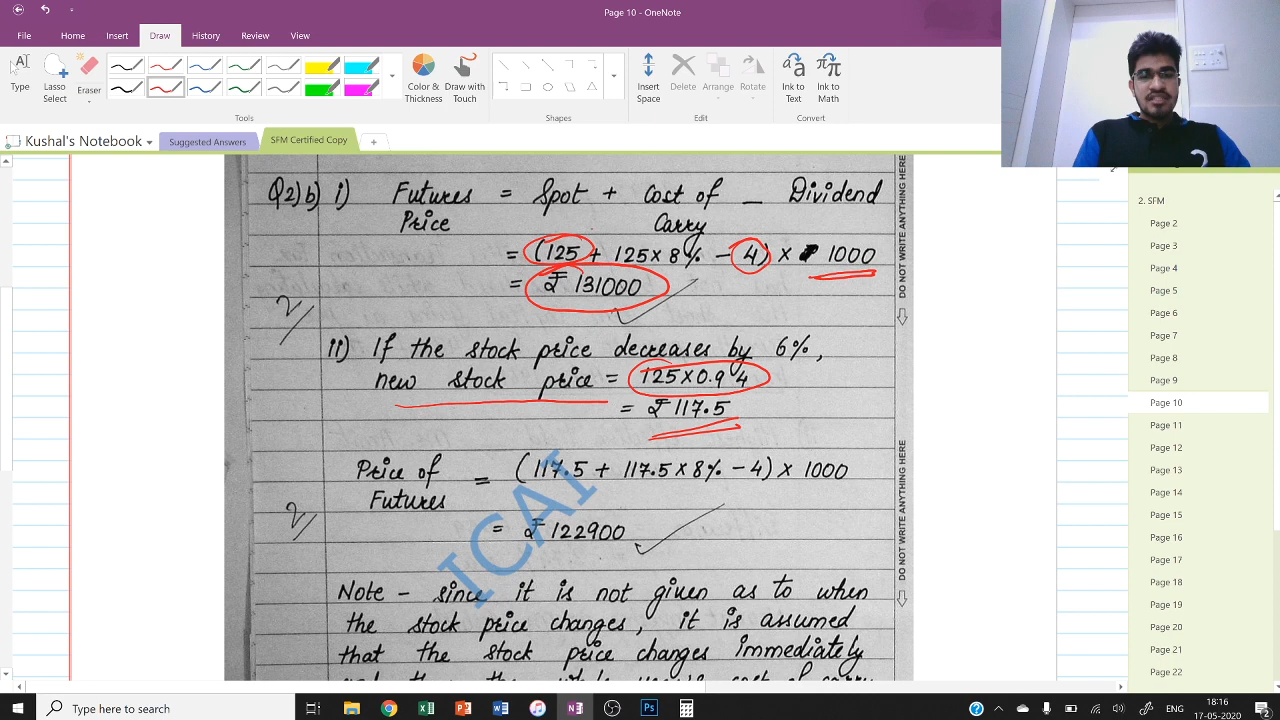 Page 10 - OneNote
File Home Insert Draw History Review View
Type
Lasso
Select
Eraser
Color &
Thickness
Draw with
Touch
Insert
Space
Delete Arrange Rotate
Ink to
Text
Ink to
Math
Tools Shapes Edit Convert
Kushal's Notebook Suggested Answers SFM Certified Copy +
Q2) b) i) Futures = Spot + Cost of - Dividend
Price Carry
= (125 + 125 x 8% - 4) x 1000
= ₹ 131000
ii) If the stock price decreases by 6%,
new stock price = 125 x 0.94
= ₹ 117.5
Price of = (117.5 + 117.5 x 8% - 4) x 1000
Futures
= ₹ 122900
Note - since it is not given as to when
the stock price changes, it is assumed
that the stock price changes immediately
ICAI
DO NOT WRITE ANYTHING HERE
DO NOT WRITE ANYTHING HERE
2. SFM
Page 2
Page 3
Page 4
Page 5
Page 6
Page 7
Page 8
Page 9
Page 10
Page 11
Page 12
Page 13
Page 14
Page 15
Page 16
Page 17
Page 18
Page 19
Page 20
Page 21
Page 22
Type here to search
ENG
18:16
17-05-2020